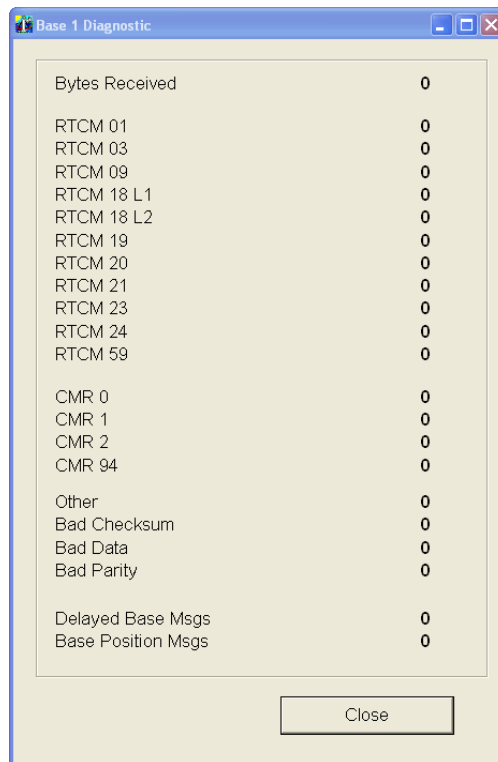 Base 1 Diagnostic
Bytes Received 0
RTCM 01 0
RTCM 03 0
RTCM 09 0
RTCM 18 L1 0
RTCM 18 L2 0
RTCM 19 0
RTCM 20 0
RTCM 21 0
RTCM 23 0
RTCM 24 0
RTCM 59 0
CMR 0 0
CMR 1 0
CMR 2 0
CMR 94 0
Other 0
Bad Checksum 0
Bad Data 0
Bad Parity 0
Delayed Base Msgs 0
Base Position Msgs 0
Close